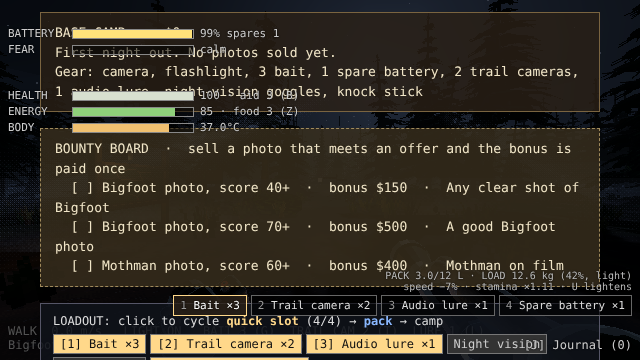 BATTERY 99% spares 1
FEAR calm
First night out. No photos sold yet.
Gear: camera, flashlight, 3 bait, 1 spare battery, 2 trail cameras,
1 audio lure, night vision goggles, knock stick
HEALTH 100
ENERGY 85 · food 3 (Z)
BODY 37.0°C
BOUNTY BOARD · sell a photo that meets an offer and the bonus is
paid once
[ ] Bigfoot photo, score 40+ · bonus $150 · Any clear shot of
Bigfoot
[ ] Bigfoot photo, score 70+ · bonus $500 · A good Bigfoot
photo
[ ] Mothman photo, score 60+ · bonus $400 · Mothman on film
PACK 3.0/12 L · LOAD 12.6 kg (42%, light)
speed -7% · stamina ×1.11 · U lightens
1 Bait ×3 2 Trail camera ×2 3 Audio lure ×1 4 Spare battery ×1
LOADOUT: click to cycle quick slot (4/4) → pack → camp
WALK
[1] Bait ×3 [2] Trail camera ×2 [3] Audio lure ×1 Night vision Journal (0)